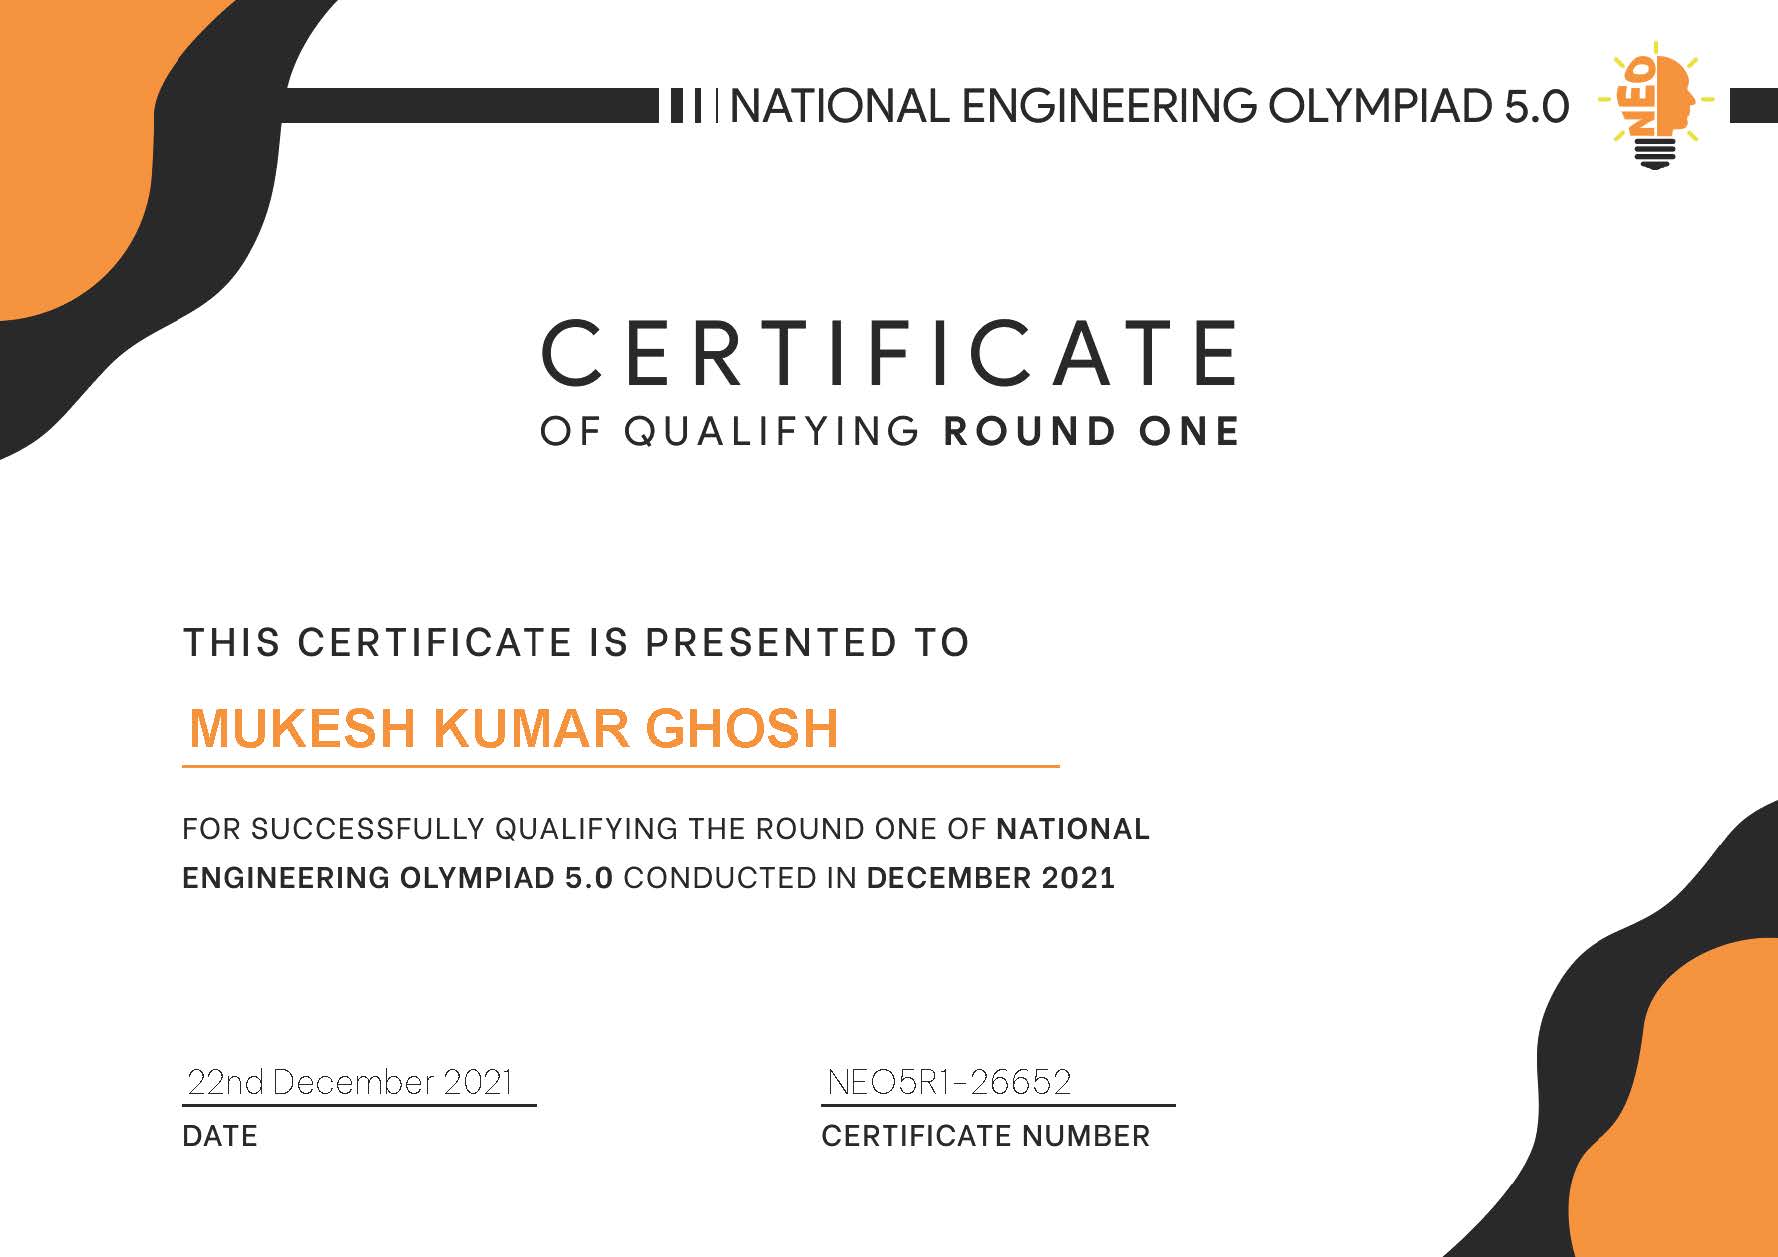 NATIONAL ENGINEERING OLYMPIAD 5.0
NEO
CERTIFICATE
OF QUALIFYING ROUND ONE
THIS CERTIFICATE IS PRESENTED TO
MUKESH KUMAR GHOSH
FOR SUCCESSFULLY QUALIFYING THE ROUND ONE OF NATIONAL
ENGINEERING OLYMPIAD 5.0 CONDUCTED IN DECEMBER 2021
22nd December 2021
DATE
NEO5R1-26652
CERTIFICATE NUMBER